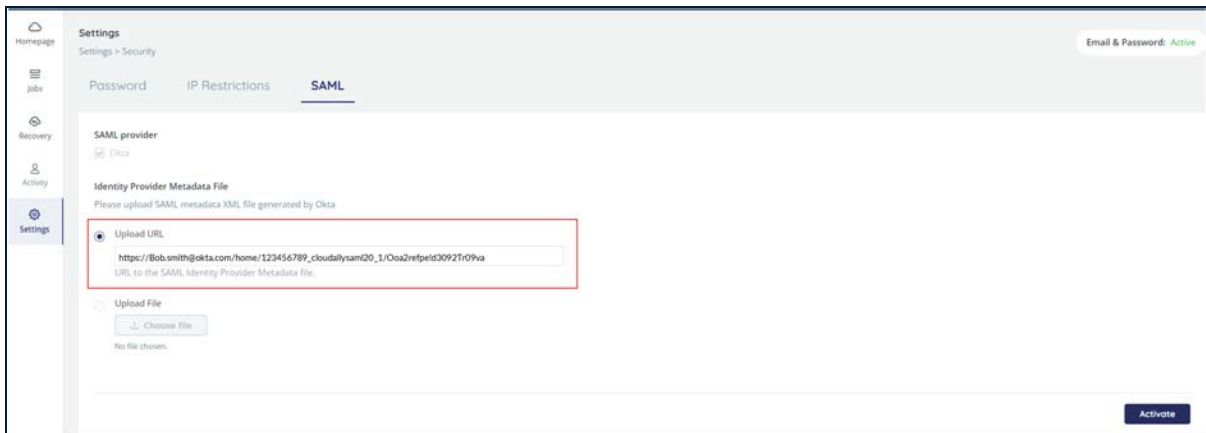 Homepage
Jobs
Recovery
Activity
Settings
Settings
Settings > Security
Email & Password: Active
Password IP Restrictions SAML
SAML provider
Okta
Identity Provider Metadata File
Please upload SAML metadata XML file generated by Okta
Upload URL
https://Bob.smith@okta.com/home/123456789_cloudallysaml20_1/Ooa2refpeld3092Tr09va
URL to the SAML Identity Provider Metadata file.
Upload File
Choose file
No file chosen.
Activate